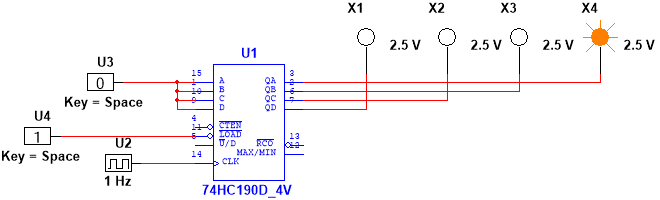 X1 X2 X3 X4
2.5 V 2.5 V 2.5 V 2.5 V
U3
0
Key = Space
U4
1
Key = Space
U2
1 Hz
U1
15 A QA 3
1 B QB 2
10 C QC 6
9 D QD 7
4 CTEN
11 LOAD RCO 13
5 U/D MAX/MIN 12
14 CLK
74HC190D_4V